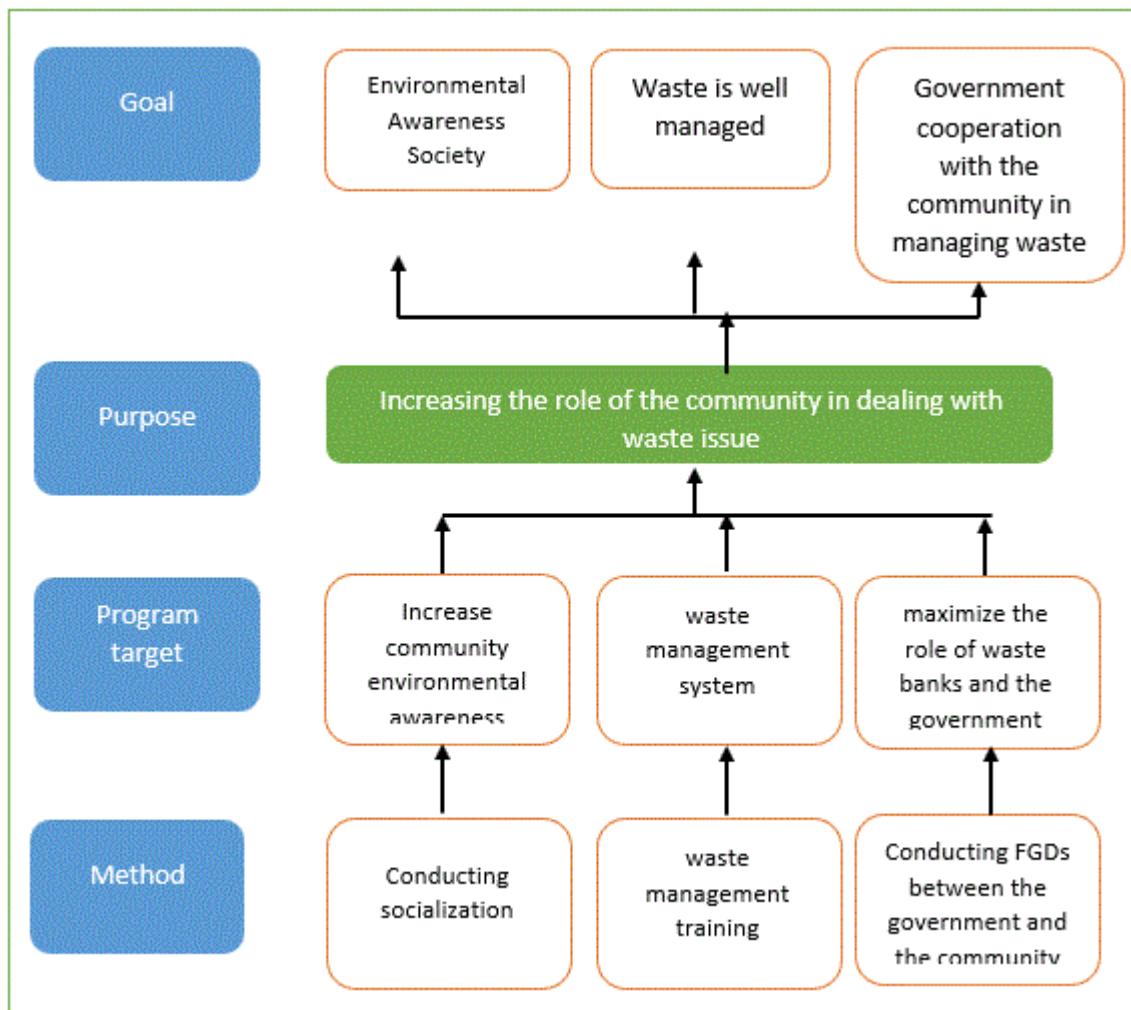 Goal
Environmental
Awareness
Society
Waste is well
managed
Government
cooperation
with the
community in
managing waste
Purpose
Increasing the role of the community in dealing with
waste issue
Program
target
Increase
community
environmental
awareness
waste
management
system
maximize the
role of waste
banks and the
government
Method
Conducting
socialization
waste
management
training
Conducting FGDs
between the
government and
the community